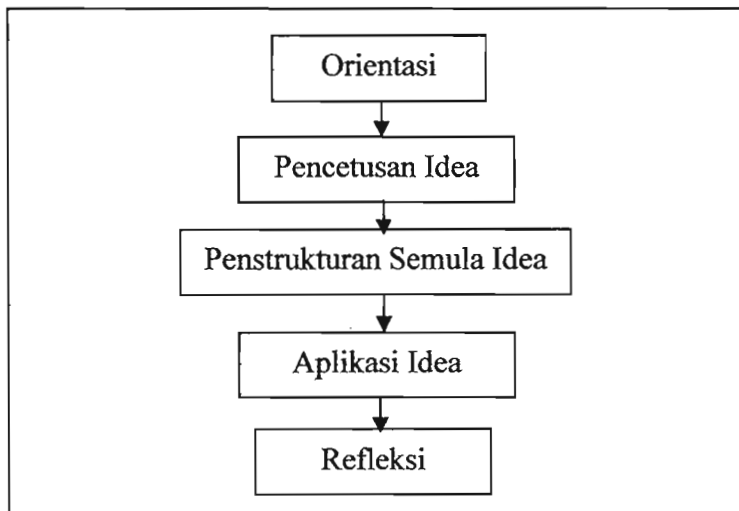 Orientasi
Pencetusan Idea
Penstrukturan Semula Idea
Aplikasi Idea
Refleksi